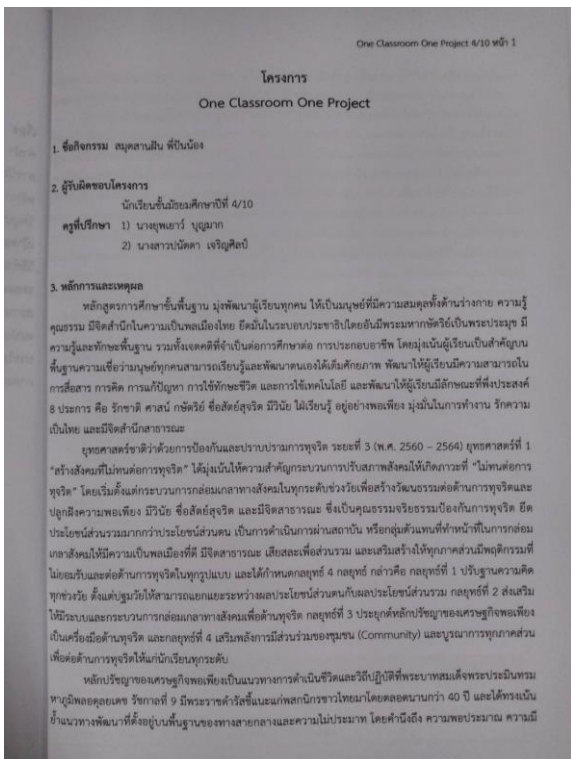 One Classroom One Project 4/10 หน้า 1
โครงการ
One Classroom One Project
1. ชื่อกิจกรรม สมุดสานฝัน พี่ปันน้อง
2. ผู้รับผิดชอบโครงการ
นักเรียนชั้นมัธยมศึกษาปีที่ 4/10
ครูที่ปรึกษา 1) นางยุพเยาว์ บุญมาก
2) นางสาวปนัดดา เจริญศิลป์
3. หลักการและเหตุผล
หลักสูตรการศึกษาขั้นพื้นฐาน มุ่งพัฒนาผู้เรียนทุกคน ให้เป็นมนุษย์ที่มีความสมดุลทั้งด้านร่างกาย ความรู้
คุณธรรม มีจิตสำนึกในความเป็นพลเมืองไทย ยึดมั่นในระบอบประชาธิปไตยอันมีพระมหากษัตริย์เป็นพระประมุข มี
ความรู้และทักษะพื้นฐาน รวมทั้งเจตคติที่จำเป็นต่อการศึกษาต่อ การประกอบอาชีพ โดยมุ่งเน้นผู้เรียนเป็นสำคัญบน
พื้นฐานความเชื่อว่ามนุษย์ทุกคนสามารถเรียนรู้และพัฒนาตนเองได้เต็มศักยภาพ พัฒนาให้ผู้เรียนมีความสามารถใน
การสื่อสาร การคิด การแก้ปัญหา การใช้ทักษะชีวิต และการใช้เทคโนโลยี และพัฒนาให้ผู้เรียนมีลักษณะที่พึงประสงค์
8 ประการ คือ รักชาติ ศาสน์ กษัตริย์ ซื่อสัตย์สุจริต มีวินัย ใฝ่เรียนรู้ อยู่อย่างพอเพียง มุ่งมั่นในการทำงาน รักความ
เป็นไทย และมีจิตสำนึกสาธารณะ
ยุทธศาสตร์ชาติว่าด้วยการป้องกันและปราบปรามการทุจริต ระยะที่ 3 (พ.ศ. 2560 – 2564) ยุทธศาสตร์ที่ 1
“สร้างสังคมที่ไม่ทนต่อการทุจริต” ได้มุ่งเน้นให้ความสำคัญกระบวนการปรับสภาพสังคมให้เกิดภาวะที่ “ไม่ทนต่อการ
ทุจริต” โดยเริ่มตั้งแต่กระบวนการกล่อมเกลาทางสังคมในทุกระดับช่วงวัยเพื่อสร้างวัฒนธรรมต่อต้านการทุจริตและ
ปลูกฝังความพอเพียง มีวินัย ซื่อสัตย์สุจริต และมีจิตสาธารณะ ซึ่งเป็นคุณธรรมจริยธรรมป้องกันการทุจริต ยึด
ประโยชน์ส่วนรวมมากกว่าประโยชน์ส่วนตน เป็นการดำเนินการผ่านสถาบัน หรือกลุ่มตัวแทนที่ทำหน้าที่ในการกล่อม
เกลาสังคมให้มีความเป็นพลเมืองที่ดี มีจิตสาธารณะ เสียสละเพื่อส่วนรวม และเสริมสร้างให้ทุกภาคส่วนมีพฤติกรรมที่
ไม่ยอมรับและต่อต้านการทุจริตในทุกรูปแบบ และได้กำหนดกลยุทธ์ 4 กลยุทธ์ กล่าวคือ กลยุทธ์ที่ 1 ปรับฐานความคิด
ทุกช่วงวัย ตั้งแต่ปฐมวัยให้สามารถแยกแยะระหว่างผลประโยชน์ส่วนตนกับผลประโยชน์ส่วนรวม กลยุทธ์ที่ 2 ส่งเสริม
ให้มีระบบและกระบวนการกล่อมเกลาทางสังคมเพื่อต้านทุจริต กลยุทธ์ที่ 3 ประยุกต์หลักปรัชญาของเศรษฐกิจพอเพียง
เป็นเครื่องมือต้านทุจริต และกลยุทธ์ที่ 4 เสริมพลังการมีส่วนร่วมของชุมชน (Community) และบูรณาการทุกภาคส่วน
เพื่อต่อต้านการทุจริตให้แก่นักเรียนทุกระดับ
หลักปรัชญาของเศรษฐกิจพอเพียงเป็นแนวทางการดำเนินชีวิตและวิถีปฏิบัติที่พระบาทสมเด็จพระประมินทรม
หาภูมิพลอดุลยเดช รัชกาลที่ 9 มีพระราชดำรัสชี้แนะแก่พสกนิกรชาวไทยมาโดยตลอดนานกว่า 40 ปี และได้ทรงเน้น
ย้ำแนวทางพัฒนาที่ตั้งอยู่บนพื้นฐานของทางสายกลางและความไม่ประมาท โดยคำนึงถึง ความพอประมาณ ความมี